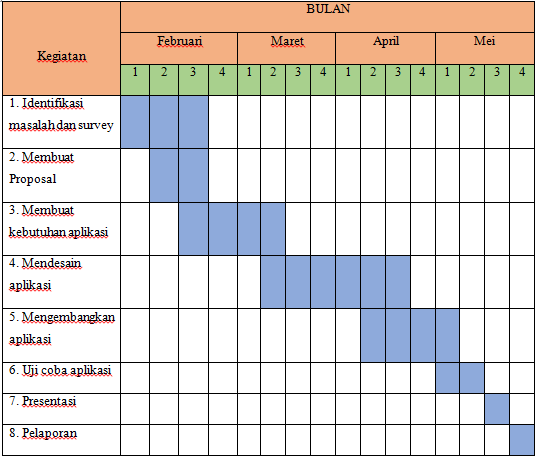 BULAN
Kegiatan
Februari Maret April Mei
1 2 3 4 1 2 3 4 1 2 3 4 1 2 3 4
1. Identifikasi
masalah dan survey
2. Membuat
Proposal
3. Membuat
kebutuhan aplikasi
4. Mendesain
aplikasi
5. Mengembangkan
aplikasi
6. Uji coba aplikasi
7. Presentasi
8. Pelaporan